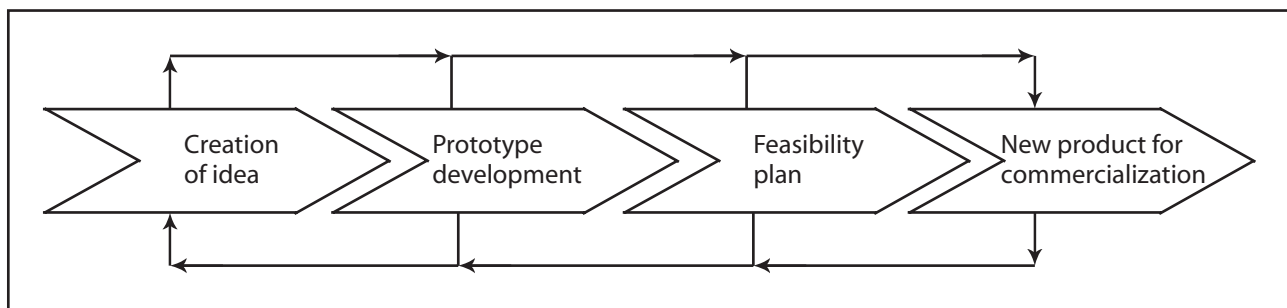 Creation
of idea
Prototype
development
Feasibility
plan
New product for
commercialization